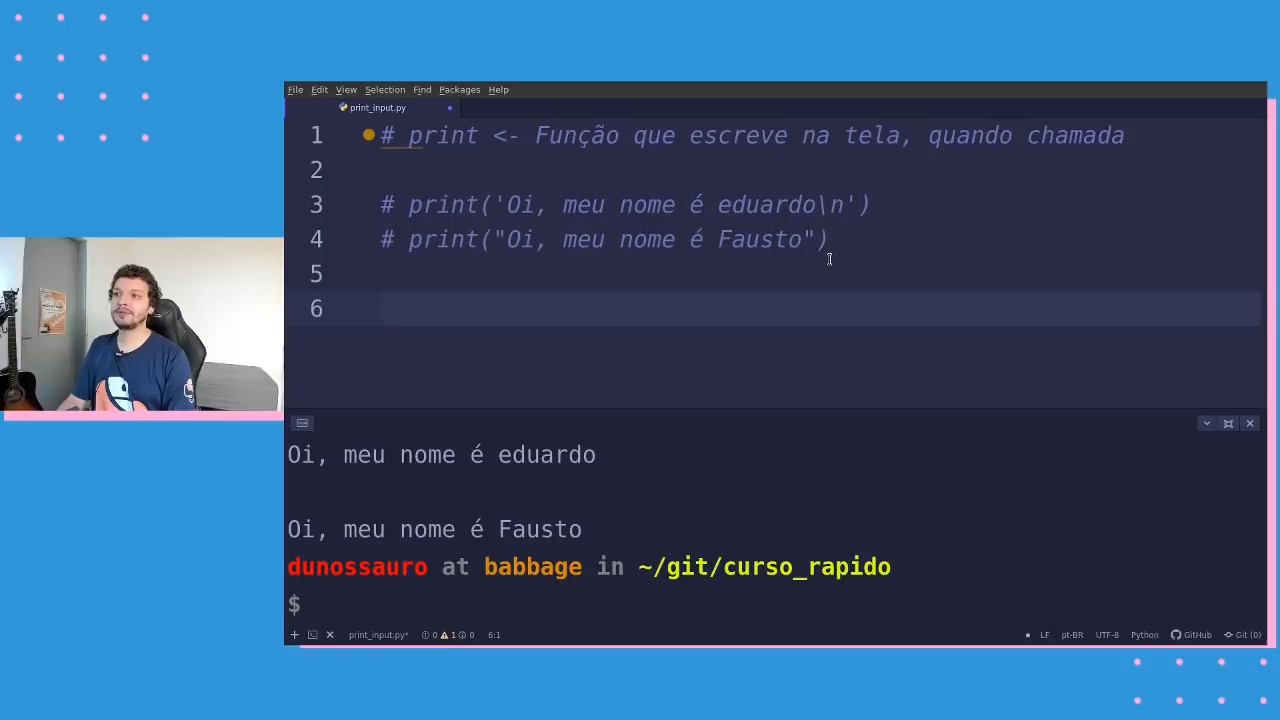 File Edit View Selection Find Packages Help
print_input.py
1 # print <- Função que escreve na tela, quando chamada
2
3 # print('Oi, meu nome é eduardo\n')
4 # print("Oi, meu nome é Fausto")
5
6
Oi, meu nome é eduardo
Oi, meu nome é Fausto
dunossauro at babbage in ~/git/curso_rapido
$
print_input.py* 0 1 0 6:1 LF pt-BR UTF-8 Python GitHub Git (0)